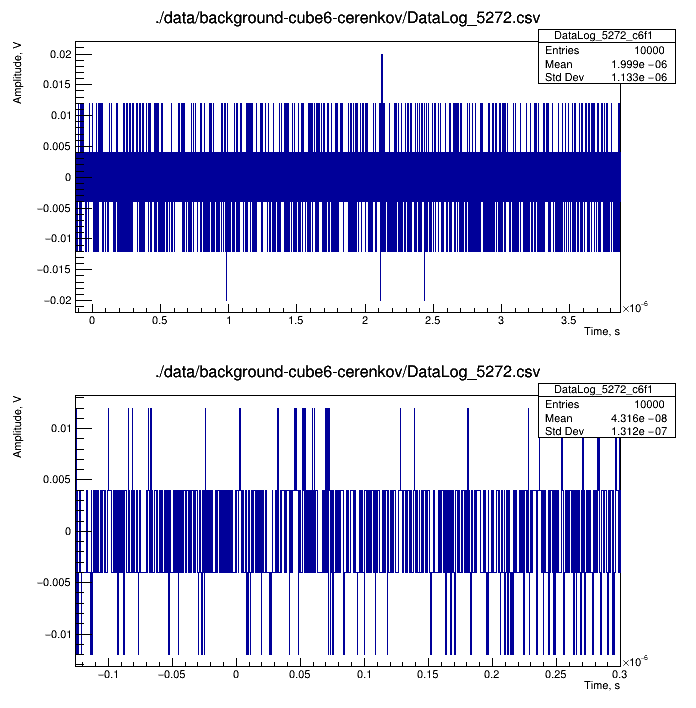 ./data/background-cube6-cerenkov/DataLog_5272.csv
DataLog_5272_c6f1
Entries 10000
Mean 1.999e −06
Std Dev 1.133e −06
Amplitude, V
0.02
0.015
0.01
0.005
0
−0.005
−0.01
−0.015
−0.02
0 0.5 1 1.5 2 2.5 3 3.5
×10−6
Time, s
./data/background-cube6-cerenkov/DataLog_5272.csv
DataLog_5272_c6f1
Entries 10000
Mean 4.316e −08
Std Dev 1.312e −07
Amplitude, V
0.01
0.005
0
−0.005
−0.01
−0.1 −0.05 0 0.05 0.1 0.15 0.2 0.25 0.3
×10−6
Time, s